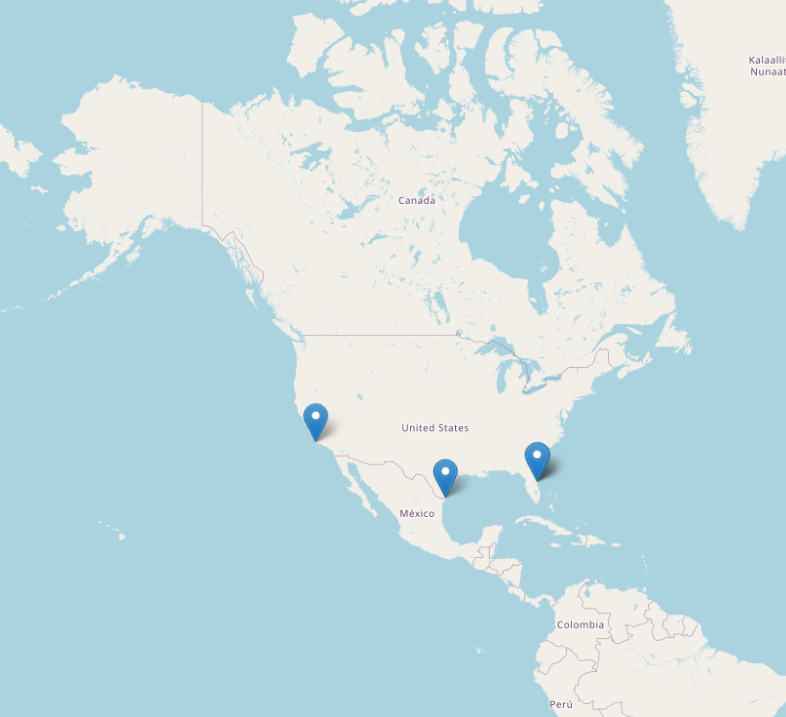 Kalaallit
Nunaat
Canada
United States
México
Colombia
Perú